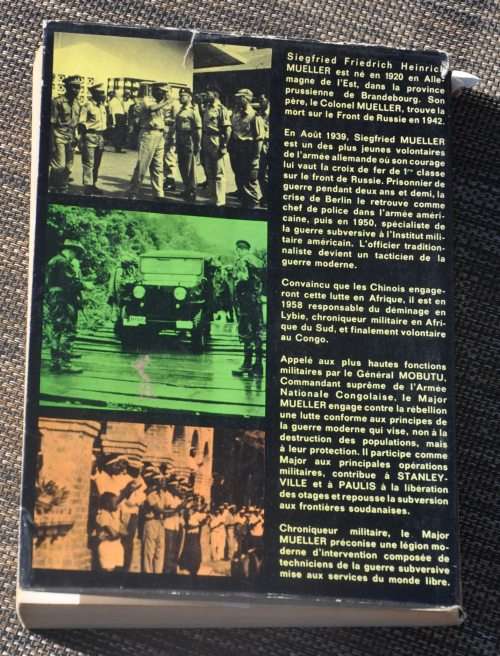 Siegfried Friedrich Heinrich
MUELLER est né en 1920 en Alle-
magne de l'Est, dans la province
prussienne de Brandebourg. Son
père, le Colonel MUELLER, trouve la
mort sur le Front de Russie en 1942.
En Août 1939, Siegfried MUELLER
est un des plus jeunes volontaires
de l'armée allemande où son courage
lui vaut la croix de fer de 1re classe
sur le front de Russie. Prisonnier de
guerre pendant deux ans et demi, la
crise de Berlin le retrouve comme
chef de police dans l'armée améri-
caine, puis en 1950, spécialiste de
la guerre subversive à l'Institut mili-
taire américain. L'officier tradition-
naliste devient un tacticien de la
guerre moderne.
Convaincu que les Chinois engage-
ront cette lutte en Afrique, il est en
1958 responsable du déminage en
Lybie, chroniqueur militaire en Afri-
que du Sud, et finalement volontaire
au Congo.
Appelé aux plus hautes fonctions
militaires par le Général MOBUTU,
Commandant suprême de l'Armée
Nationale Congolaise, le Major
MUELLER engage contre la rébellion
une lutte conforme aux principes de
la guerre moderne qui vise, non à la
destruction des populations, mais
à leur protection. Il participe comme
Major aux principales opérations
militaires, contribue à STANLEY-
VILLE et à PAULIS à la libération
des otages et repousse la subversion
aux frontières soudanaises.
Chroniqueur militaire, le Major
MUELLER préconise une légion mo-
derne d'intervention composée de
techniciens de la guerre subversive
mise aux services du monde libre.